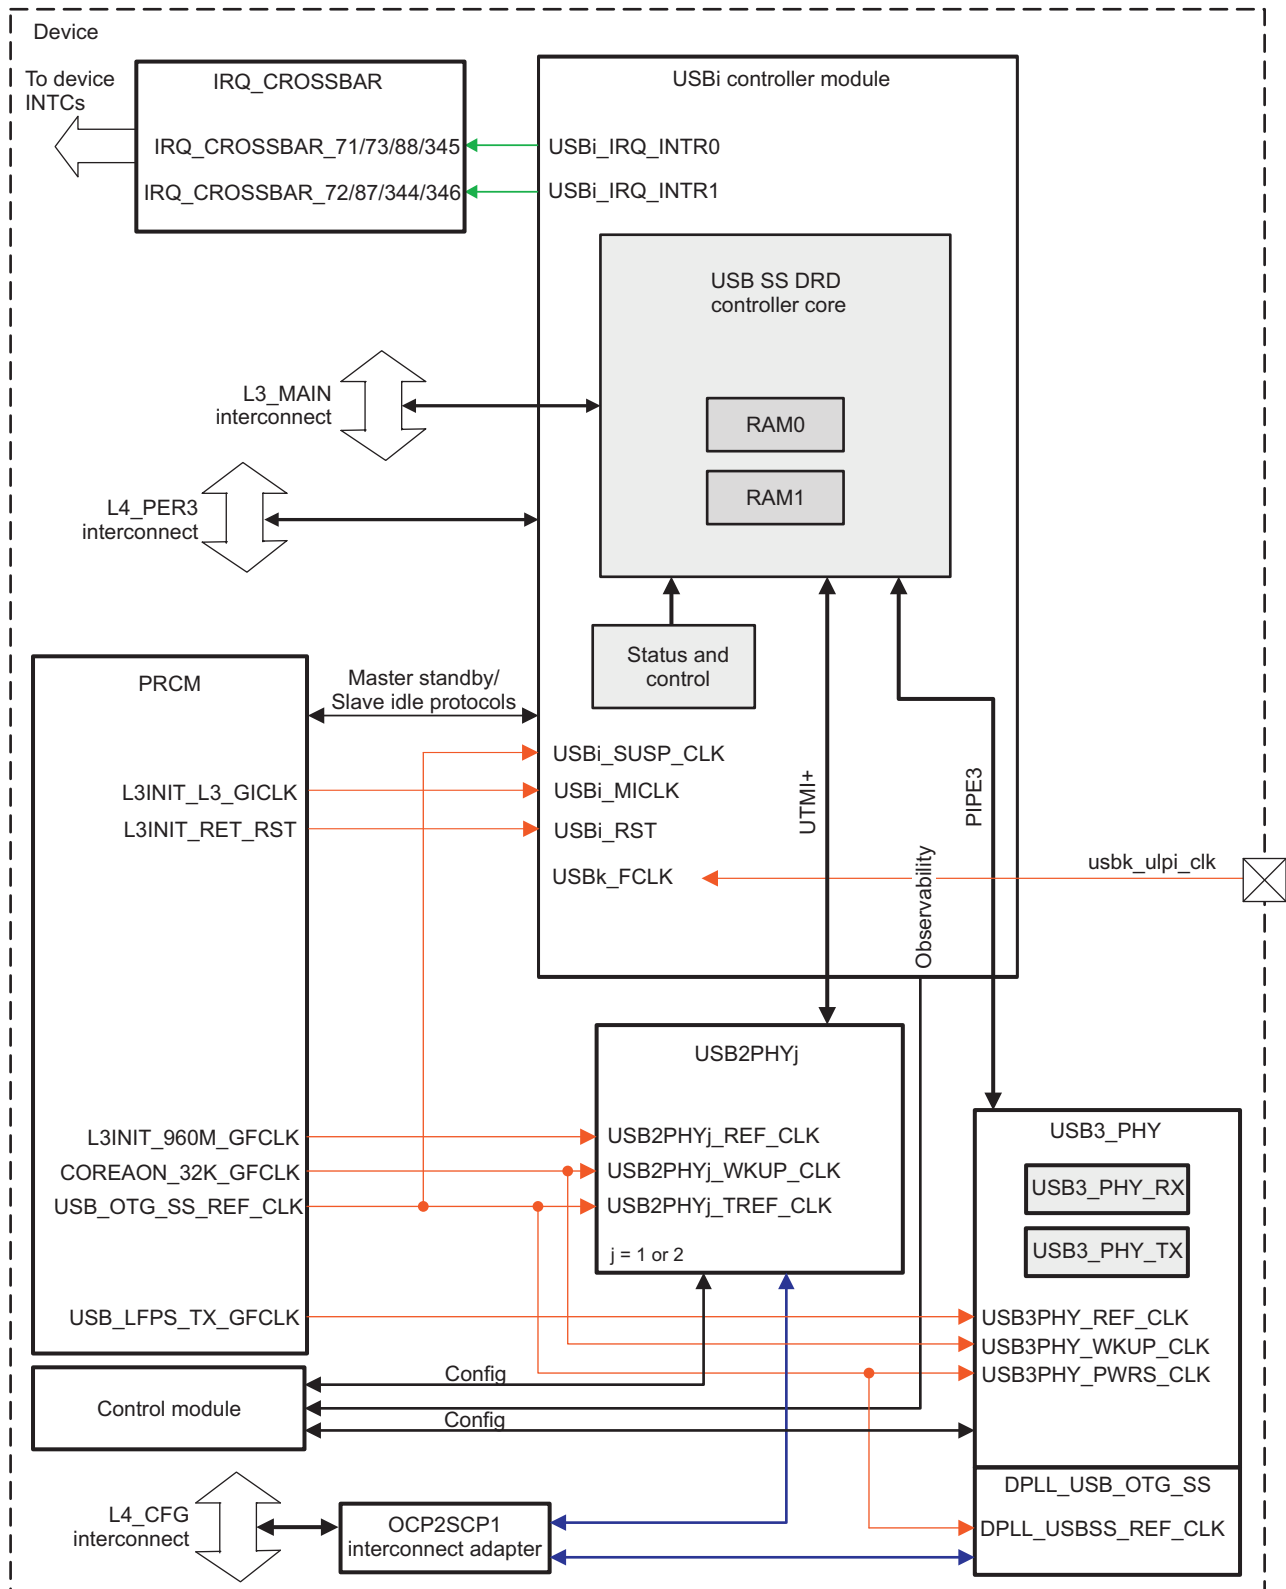 Device
To device
INTCs
IRQ_CROSSBAR
IRQ_CROSSBAR_71/73/88/345
IRQ_CROSSBAR_72/87/344/346
USBi controller module
USBi_IRQ_INTR0
USBi_IRQ_INTR1
USB SS DRD
controller core
RAM0
RAM1
L3_MAIN
interconnect
L4_PER3
interconnect
Status and
control
PRCM
Master standby/
Slave idle protocols
L3INIT_L3_GICLK
L3INIT_RET_RST
USBi_SUSP_CLK
USBi_MICLK
USBi_RST
USBk_FCLK
UTMI+
PIPE3
Observability
usbk_ulpi_clk
L3INIT_960M_GFCLK
COREAON_32K_GFCLK
USB_OTG_SS_REF_CLK
USB_LFPS_TX_GFCLK
USB2PHYj
USB2PHYj_REF_CLK
USB2PHYj_WKUP_CLK
USB2PHYj_TREF_CLK
j = 1 or 2
USB3_PHY
USB3_PHY_RX
USB3_PHY_TX
USB3PHY_REF_CLK
USB3PHY_WKUP_CLK
USB3PHY_PWRS_CLK
Control module
Config
Config
DPLL_USB_OTG_SS
DPLL_USBSS_REF_CLK
L4_CFG
interconnect
OCP2SCP1
interconnect adapter